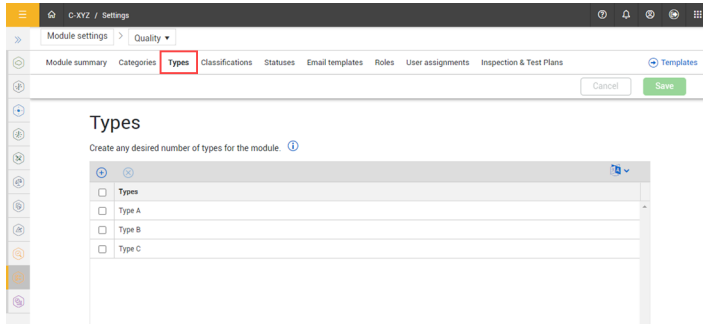 C-XYZ / Settings
Module settings > Quality
Module summary Categories Types Classifications Statuses Email templates Roles User assignments Inspection & Test Plans Templates
Cancel Save
Types
Create any desired number of types for the module.
Types
Type A
Type B
Type C